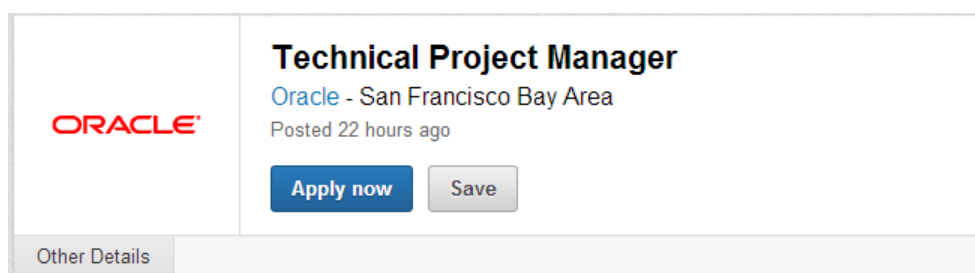 Technical Project Manager
Oracle - San Francisco Bay Area
ORACLE
Posted 22 hours ago
Apply now
Save
Other Details